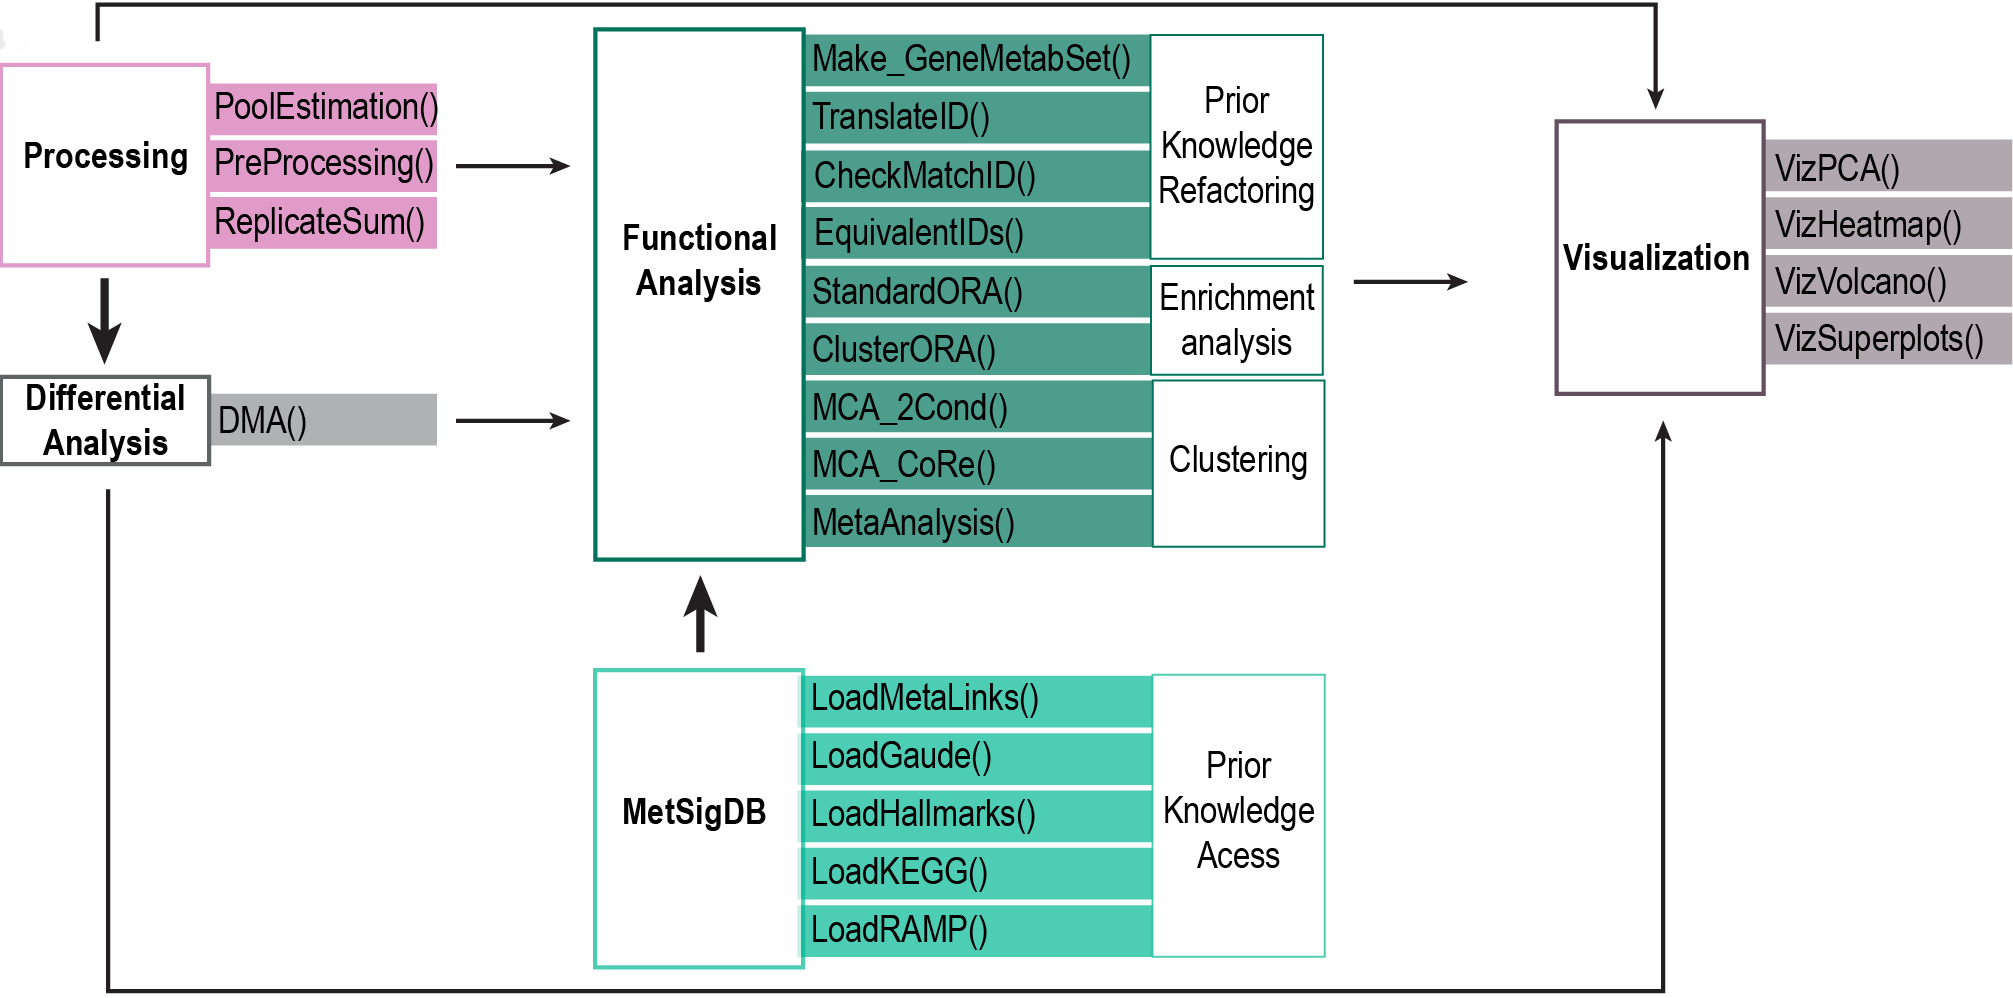 Processing
PoolEstimation()
PreProcessing()
ReplicateSum()
Differential
Analysis
DMA()
Functional
Analysis
Make_GeneMetabSet()
TranslateID()
CheckMatchID()
EquivalentIDs()
StandardORA()
ClusterORA()
MCA_2Cond()
MCA_CoRe()
MetaAnalysis()
Prior
Knowledge
Refactoring
Enrichment
analysis
Clustering
MetSigDB
LoadMetaLinks()
LoadGaude()
LoadHallmarks()
LoadKEGG()
LoadRAMP()
Prior
Knowledge
Acess
Visualization
VizPCA()
VizHeatmap()
VizVolcano()
VizSuperplots()